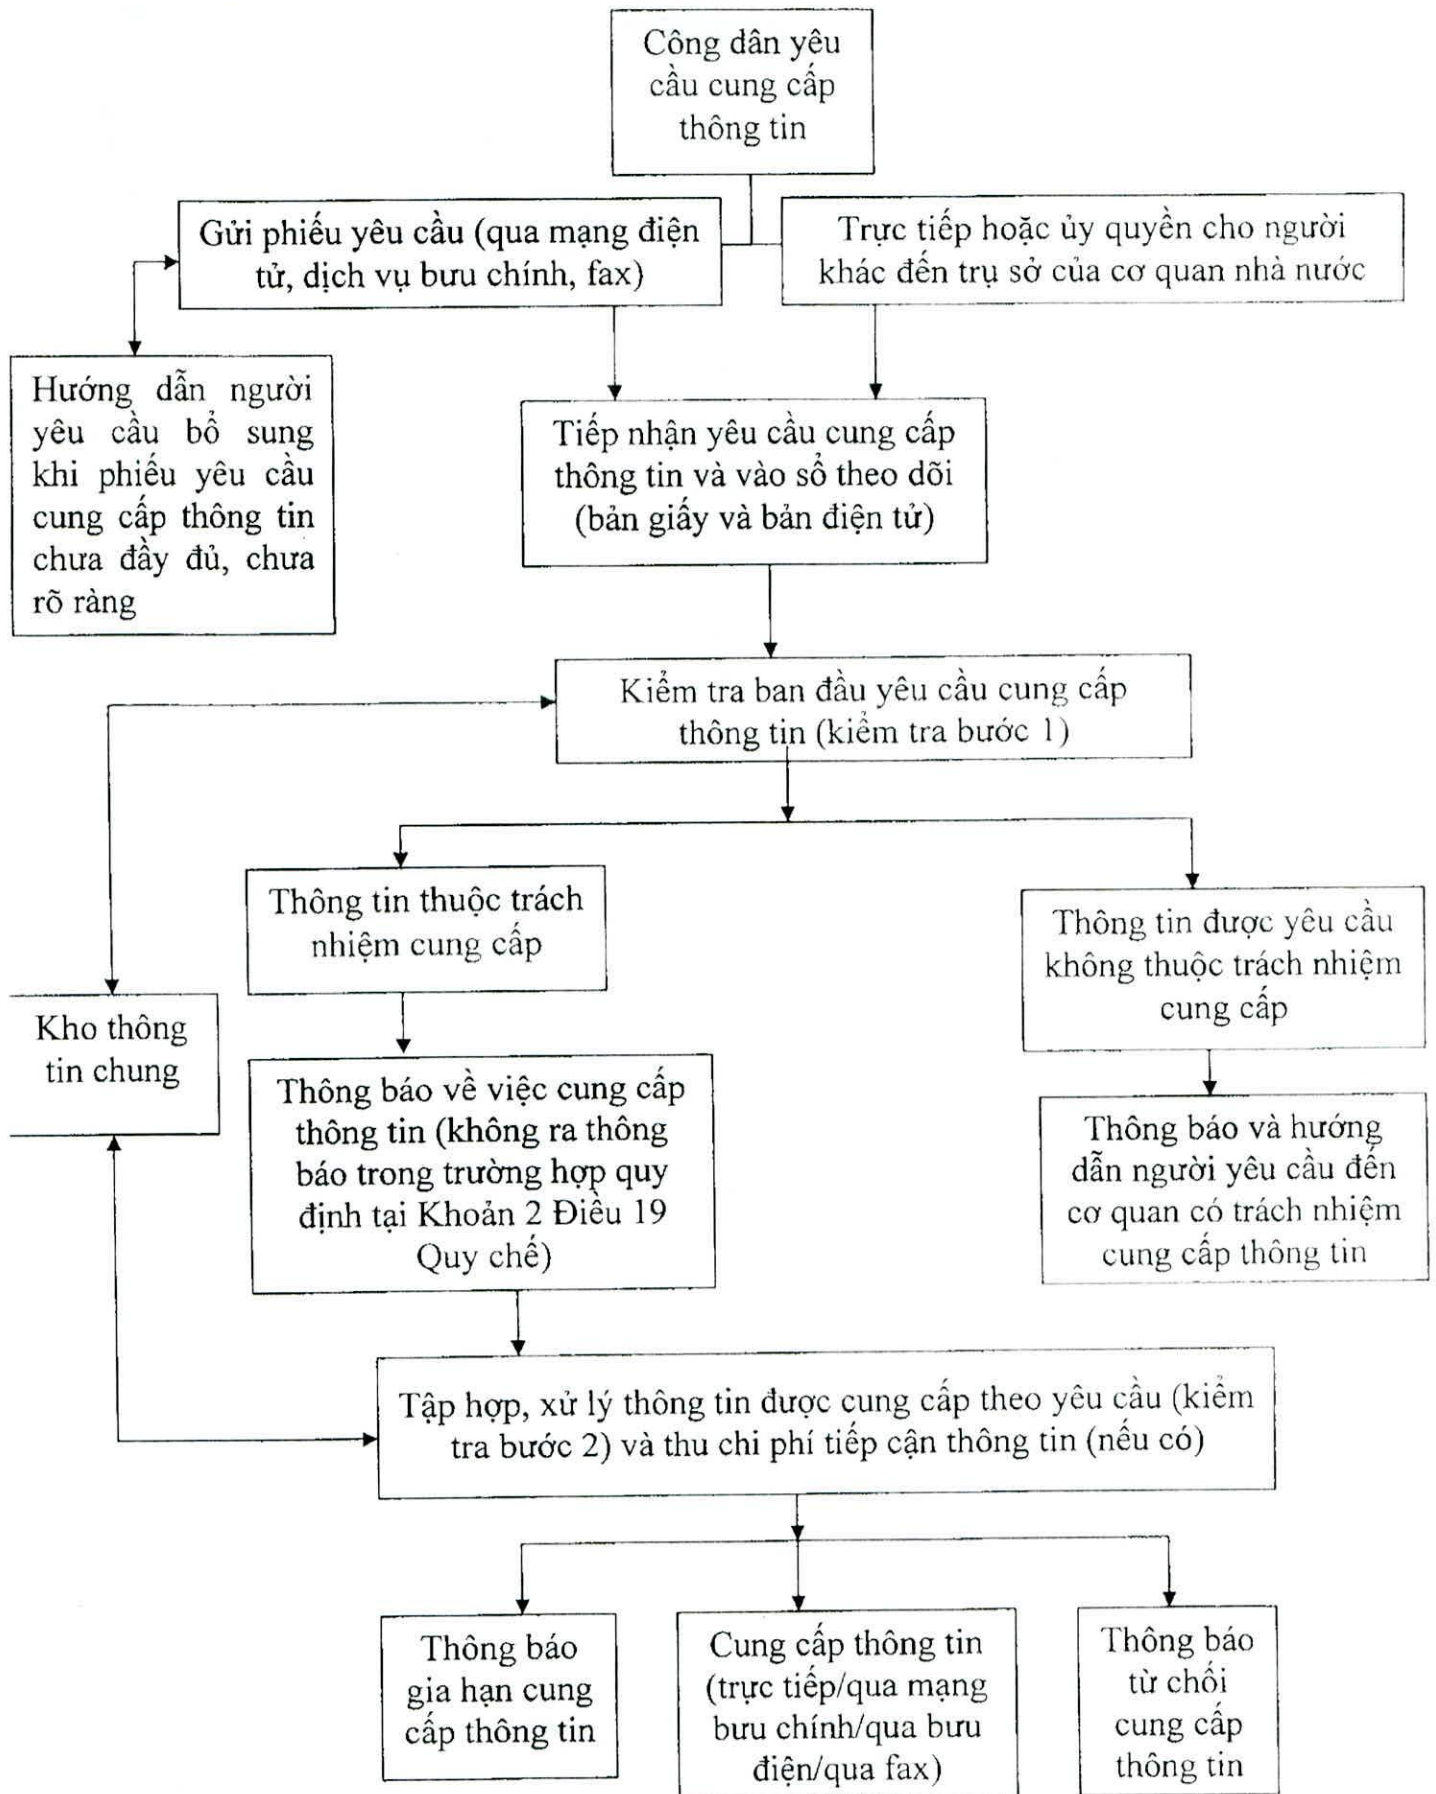 Công dân yêu
cầu cung cấp
thông tin
Gửi phiếu yêu cầu (qua mạng điện
tử, dịch vụ bưu chính, fax)
Trực tiếp hoặc ủy quyền cho người
khác đến trụ sở của cơ quan nhà nước
Hướng dẫn người
yêu cầu bổ sung
khi phiếu yêu cầu
cung cấp thông tin
chưa đầy đủ, chưa
rõ ràng
Tiếp nhận yêu cầu cung cấp
thông tin và vào sổ theo dõi
(bản giấy và bản điện tử)
Kiểm tra ban đầu yêu cầu cung cấp
thông tin (kiểm tra bước 1)
Thông tin thuộc trách
nhiệm cung cấp
Thông tin được yêu cầu
không thuộc trách nhiệm
cung cấp
Kho thông
tin chung
Thông báo về việc cung cấp
thông tin (không ra thông
báo trong trường hợp quy
định tại Khoản 2 Điều 19
Quy chế)
Thông báo và hướng
dẫn người yêu cầu đến
cơ quan có trách nhiệm
cung cấp thông tin
Tập hợp, xử lý thông tin được cung cấp theo yêu cầu (kiểm
tra bước 2) và thu chi phí tiếp cận thông tin (nếu có)
Thông báo
gia hạn cung
cấp thông tin
Cung cấp thông tin
(trực tiếp/qua mạng
bưu chính/qua bưu
điện/qua fax)
Thông báo
từ chối
cung cấp
thông tin